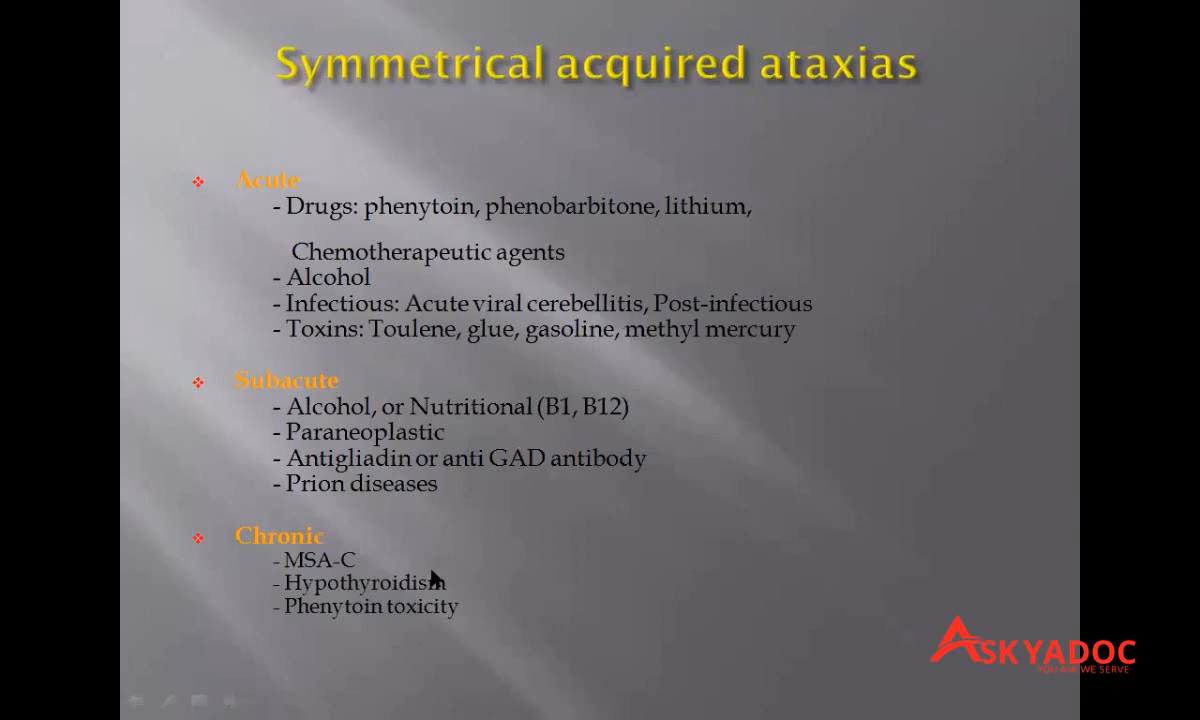 Symmetrical acquired ataxias
Acute
- Drugs: phenytoin, phenobarbitone, lithium,
Chemotherapeutic agents
- Alcohol
- Infectious: Acute viral cerebellitis, Post-infectious
- Toxins: Toulene, glue, gasoline, methyl mercury
Subacute
- Alcohol, or Nutritional (B1, B12)
- Paraneoplastic
- Antigliadin or anti GAD antibody
- Prion diseases
Chronic
- MSA-C
- Hypothyroidism
- Phenytoin toxicity
ASKYADOC
YOU ASK WE SERVE